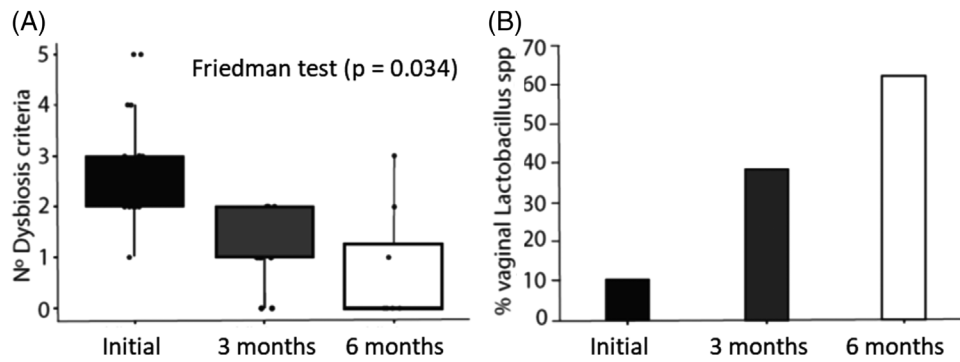 (A)
Nº Dysbiosis criteria
5
4
3
2
1
0
Friedman test (p = 0.034)
Initial 3 months 6 months
(B)
% vaginal Lactobacillus spp
70
60
50
40
30
20
10
0
Initial 3 months 6 months